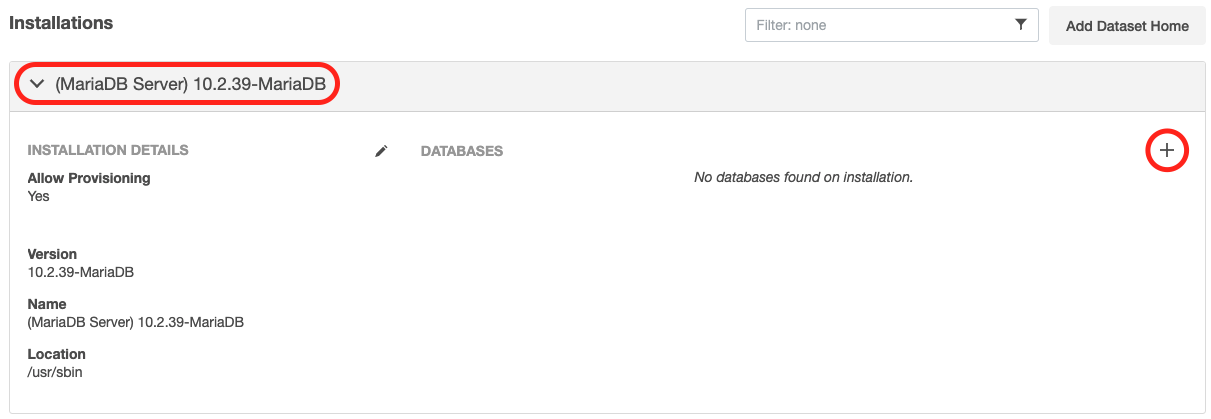 Installations
Filter: none
Add Dataset Home
(MariaDB Server) 10.2.39-MariaDB
INSTALLATION DETAILS
DATABASES
Allow Provisioning
Yes
No databases found on installation.
Version
10.2.39-MariaDB
Name
(MariaDB Server) 10.2.39-MariaDB
Location
/usr/sbin